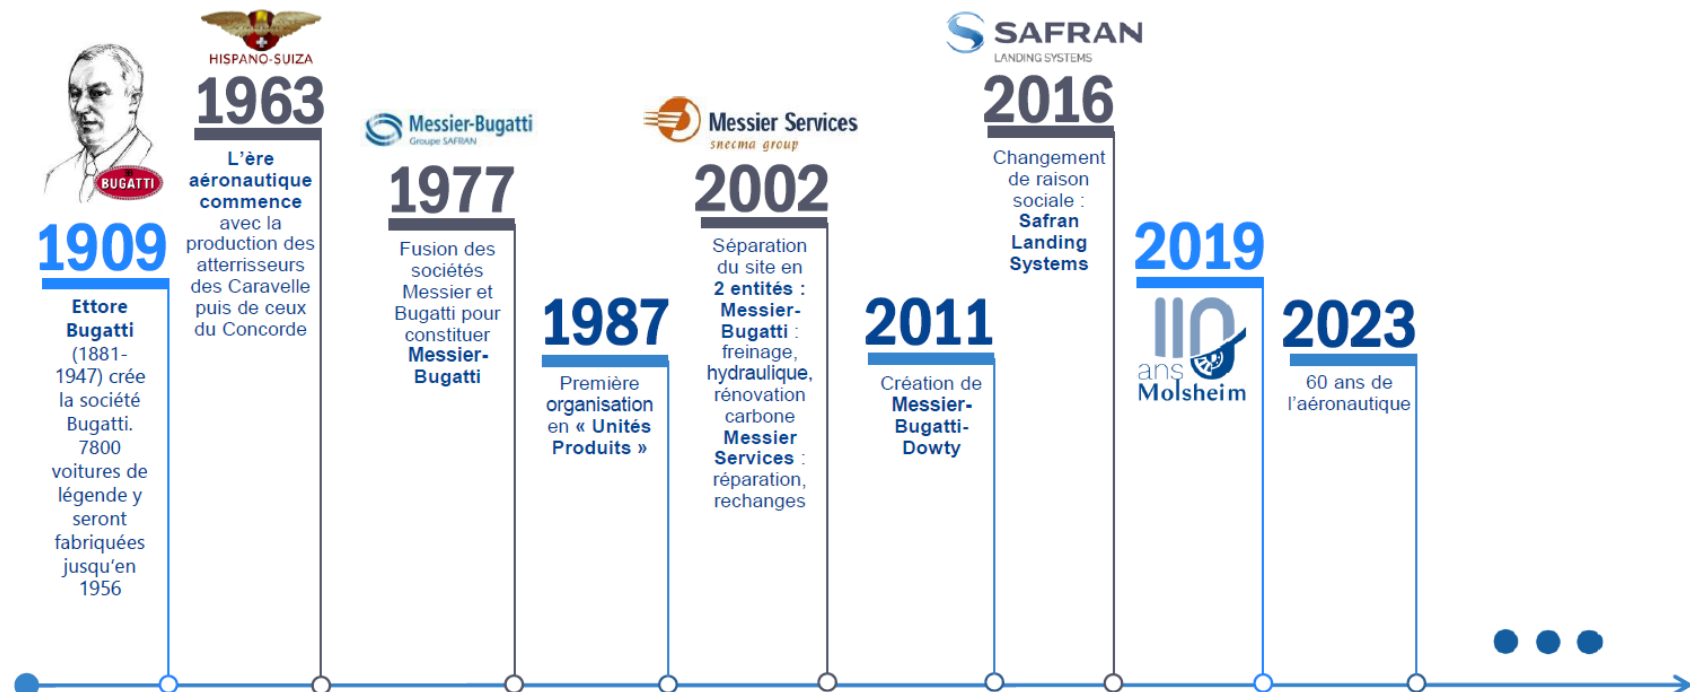 BUGATTI
1909
Ettore
Bugatti
(1881-
1947) crée
la société
Bugatti.
7800
voitures de
légende y
seront
fabriquées
jusqu'en
1956
HISPANO-SUIZA
1963
L'ère
aéronautique
commence
avec la
production des
atterrisseurs
des Caravelle
puis de ceux
du Concorde
Messier-Bugatti
Groupe SAFRAN
1977
Fusion des
sociétés
Messier et
Bugatti pour
constituer
Messier-
Bugatti
1987
Première
organisation
en « Unités
Produits »
Messier Services
snecma group
2002
Séparation
du site en
2 entités :
Messier-
Bugatti :
freinage,
hydraulique,
rénovation
carbone
Messier
Services :
réparation,
rechanges
2011
Création de
Messier-
Bugatti-
Dowty
SAFRAN
LANDING SYSTEMS
2016
Changement
de raison
sociale :
Safran
Landing
Systems
2019
110
ans
Molsheim
2023
60 ans de
l'aéronautique